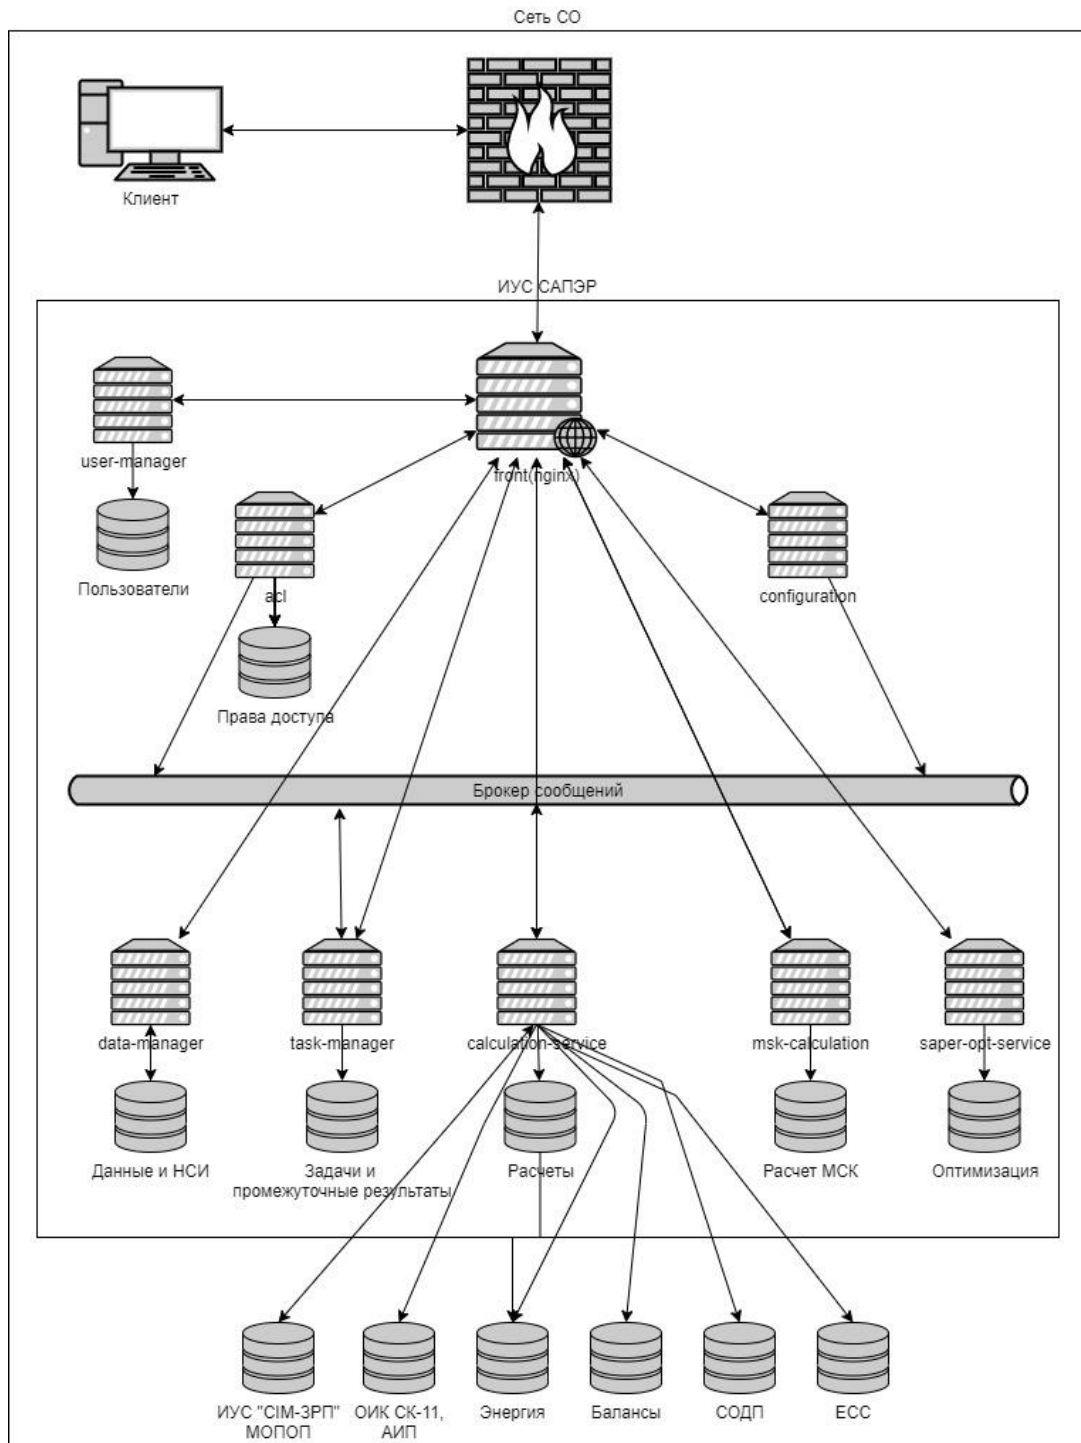 Сеть СО
Клиент
ИУС САПЭР
user-manager
front(nginx)
Пользователи
acl
configuration
Права доступа
Брокер сообщений
data-manager
task-manager
calculation-service
msk-calculation
saper-opt-service
Данные и НСИ
Задачи и
промежуточные результаты
Расчеты
Расчет МСК
Оптимизация
ИУС "CIM-ЗРП"
МОПОП
ОИК СК-11,
АИП
Энергия
Балансы
СОДП
ЕСС